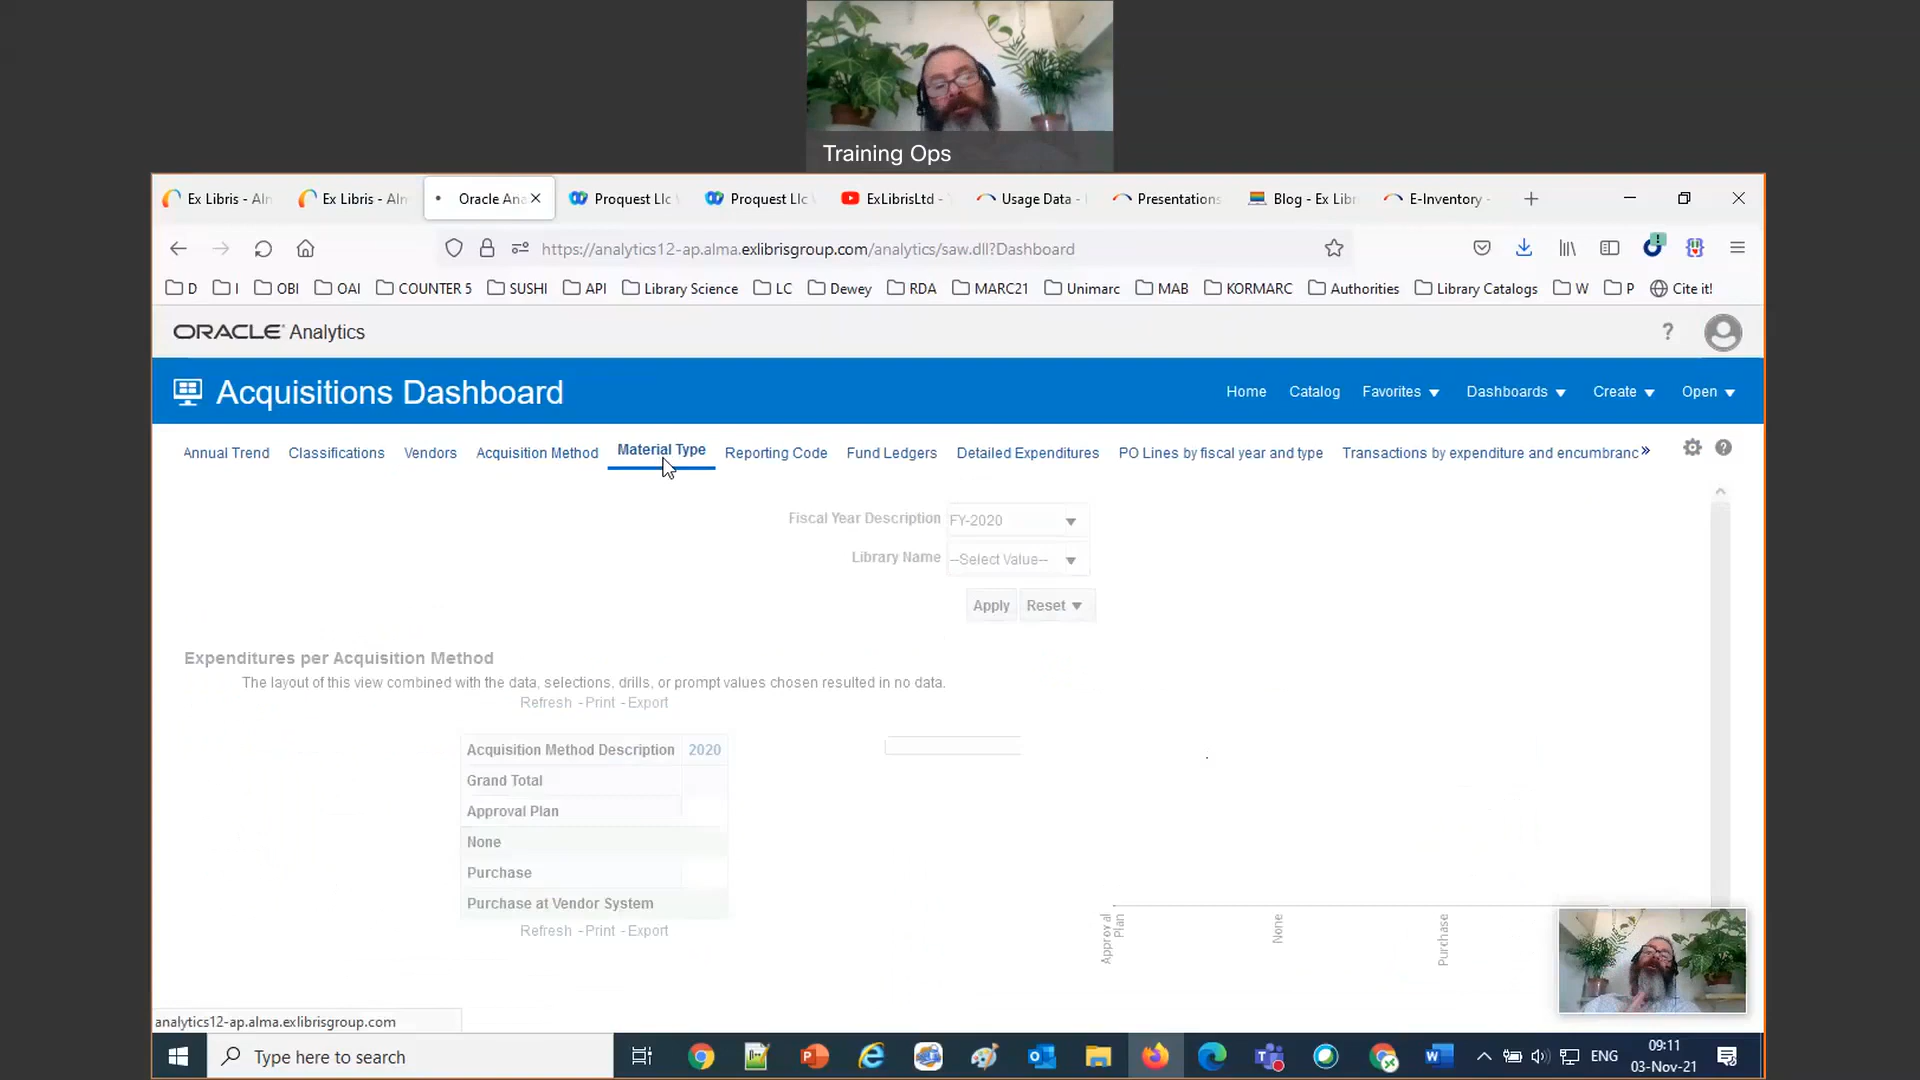 Training Ops
Ex Libris - Aln
Ex Libris - Alm
Oracle Ana
Proquest Llc
Proquest Llc
ExLibrisLtd -
Usage Data -
Presentations
Blog - Ex Libr
E-Inventory -
https://analytics12-ap.alma.exlibrisgroup.com/analytics/saw.dll?Dashboard
D
I
OBI
OAI
COUNTER 5
SUSHI
API
Library Science
LC
Dewey
RDA
MARC21
Unimarc
MAB
KORMARC
Authorities
Library Catalogs
W
P
Cite it!
ORACLE Analytics
?
Acquisitions Dashboard
Home
Catalog
Favorites
Dashboards
Create
Open
Annual Trend
Classifications
Vendors
Acquisition Method
Material Type
Reporting Code
Fund Ledgers
Detailed Expenditures
PO Lines by fiscal year and type
Transactions by expenditure and encumbranc»
Fiscal Year Description FY-2020
Library Name --Select Value--
Apply Reset
Expenditures per Acquisition Method
The layout of this view combined with the data, selections, drills, or prompt values chosen resulted in no data.
Refresh - Print - Export
Acquisition Method Description 2020
Grand Total
Approval Plan
None
Purchase
Purchase at Vendor System
Refresh - Print - Export
Approval
Plan
None
Purchase
analytics12-ap.alma.exlibrisgroup.com
Type here to search
ENG
09:11
03-Nov-21